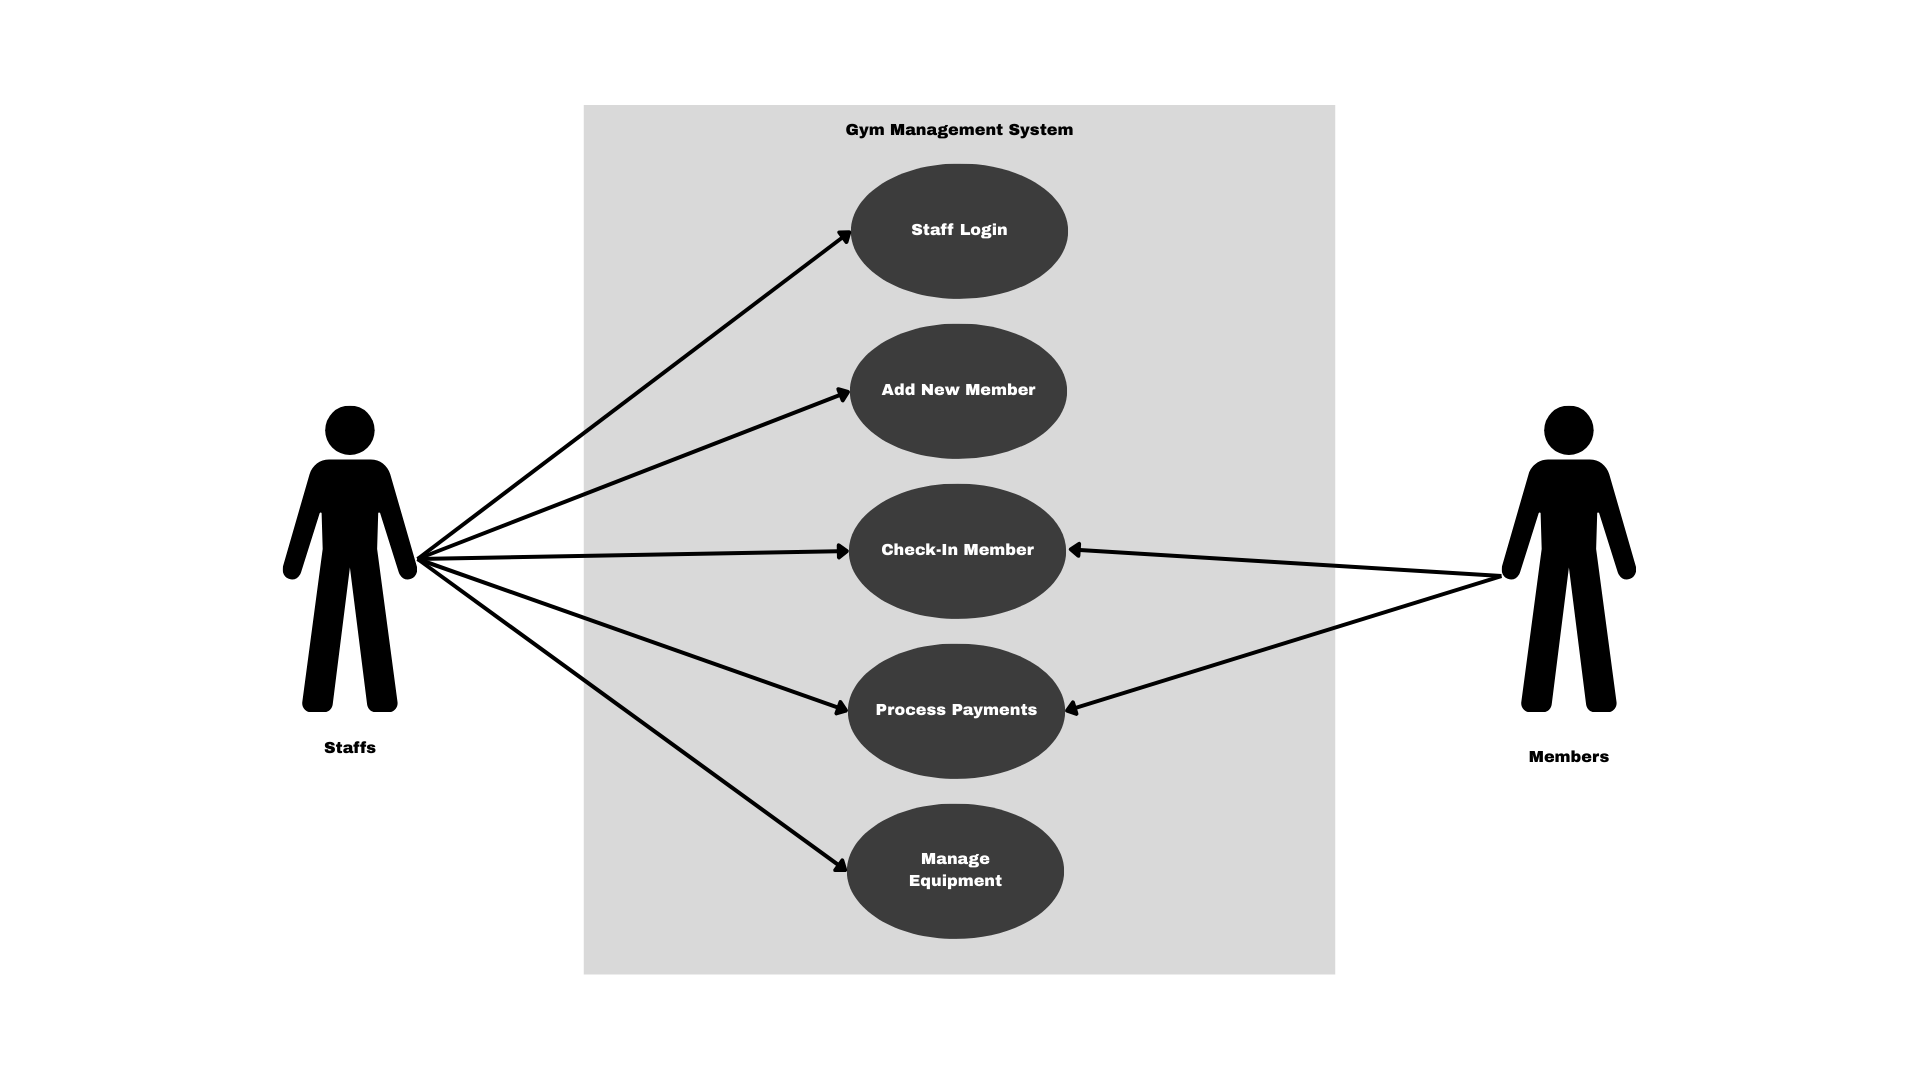 Gym Management System
Staff Login
Add New Member
Check-In Member
Process Payments
Manage
Equipment
Staffs
Members